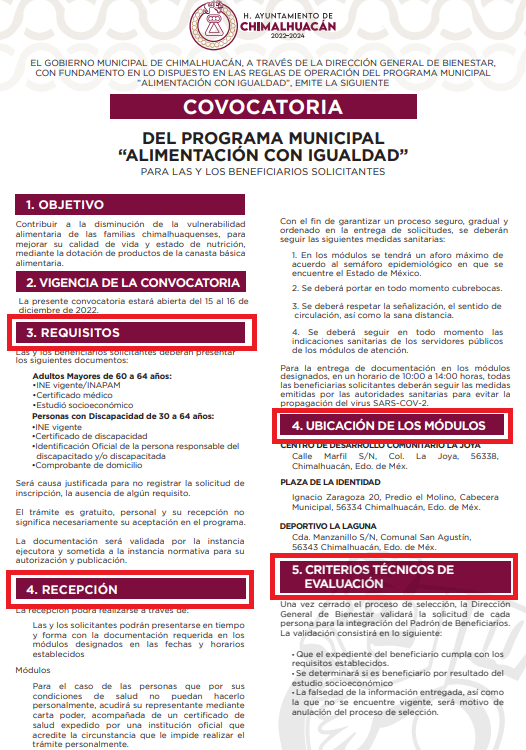 H. AYUNTAMIENTO DE
CHIMALHUACÁN
2022-2024
EL GOBIERNO MUNICIPAL DE CHIMALHUACÁN, A TRAVÉS DE LA DIRECCIÓN GENERAL DE BIENESTAR,
CON FUNDAMENTO EN LO DISPUESTO EN LAS REGLAS DE OPERACIÓN DEL PROGRAMA MUNICIPAL
"ALIMENTACIÓN CON IGUALDAD", EMITE LA SIGUIENTE
COVOCATORIA
DEL PROGRAMA MUNICIPAL
"ALIMENTACIÓN CON IGUALDAD"
PARA LAS Y LOS BENEFICIARIOS SOLICITANTES
1. OBJETIVO
Contribuir a la disminución de la vulnerabilidad
alimentaria de las familias chimalhuaquenses, para
mejorar su calidad de vida y estado de nutrición,
mediante la dotación de productos de la canasta básica
alimentaria.
2. VIGENCIA DE LA CONVOCATORIA
La presente convocatoria estará abierta del 15 al 16 de
diciembre de 2022.
3. REQUISITOS
Las y los beneficiarios solicitantes deberán presentar
los siguientes documentos:
Adultos Mayores de 60 a 64 años:
•INE vigente/INAPAM
•Certificado médico
•Estudió socioeconómico
Personas con Discapacidad de 30 a 64 años:
•INE vigente
•Certificado de discapacidad
•Identificación Oficial de la persona responsable del
discapacitado y/o discapacitada
•Comprobante de domicilio
Será causa justificada para no registrar la solicitud de
inscripción, la ausencia de algún requisito.
El trámite es gratuito, personal y su recepción no
significa necesariamente su aceptación en el programa.
La documentación será validada por la instancia
ejecutora y sometida a la instancia normativa para su
autorización y publicación.
4. RECEPCIÓN
La recepción podrá realizarse a través de:
Las y los solicitantes podrán presentarse en tiempo
y forma con la documentación requerida en los
módulos designados en las fechas y horarios
establecidos
Módulos
Para el caso de las personas que por sus
condiciones de salud no puedan hacerlo
personalmente, acudirá su representante mediante
carta poder, acompañada de un certificado de
salud expedido por una institución oficial que
acredite la circunstancia que le impide realizar el
trámite personalmente.
Con el fin de garantizar un proceso seguro, gradual y
ordenado en la entrega de solicitudes, se deberán
seguir las siguientes medidas sanitarias:
1. En los módulos se tendrá un aforo máximo de
acuerdo al semáforo epidemiológico en que se
encuentre el Estado de México.
2. Se deberá portar en todo momento cubrebocas.
3. Se deberá respetar la señalización, el sentido de
circulación, así como la sana distancia.
4. Se deberá seguir en todo momento las
indicaciones sanitarias de los servidores públicos
de los módulos de atención.
Para la entrega de documentación en los módulos
designados, en un horario de 10:00 a 14:00 horas, todas
las beneficiarias solicitantes deberán seguir las medidas
emitidas por las autoridades sanitarias para evitar la
propagación del virus SARS-COV-2.
4. UBICACIÓN DE LOS MÓDULOS
CENTRO DE DESARROLLO COMUNITARIO LA JOYA
Calle Marfil S/N, Col. La Joya, 56338,
Chimalhuacán, Edo. de Méx.
PLAZA DE LA IDENTIDAD
Ignacio Zaragoza 20, Predio el Molino, Cabecera
Municipal, 56334 Chimalhuacán, Edo. de Méx.
DEPORTIVO LA LAGUNA
Cda. Manzanillo S/N, Comunal San Agustín,
56343 Chimalhuacán, Edo. de Méx.
5. CRITERIOS TÉCNICOS DE
EVALUACIÓN
Una vez cerrado el proceso de selección, la Dirección
General de Bienestar validará la solicitud de cada
persona para la integración del Padrón de Beneficiarios.
La validación consistirá en lo siguiente:
• Que el expediente del beneficiario cumpla con los
requisitos establecidos.
• Se determinará si es beneficiario por resultado del
estudio socioeconómico
• La falsedad de la información entregada, así como
la que no se encuentre vigente, será motivo de
anulación del proceso de selección.